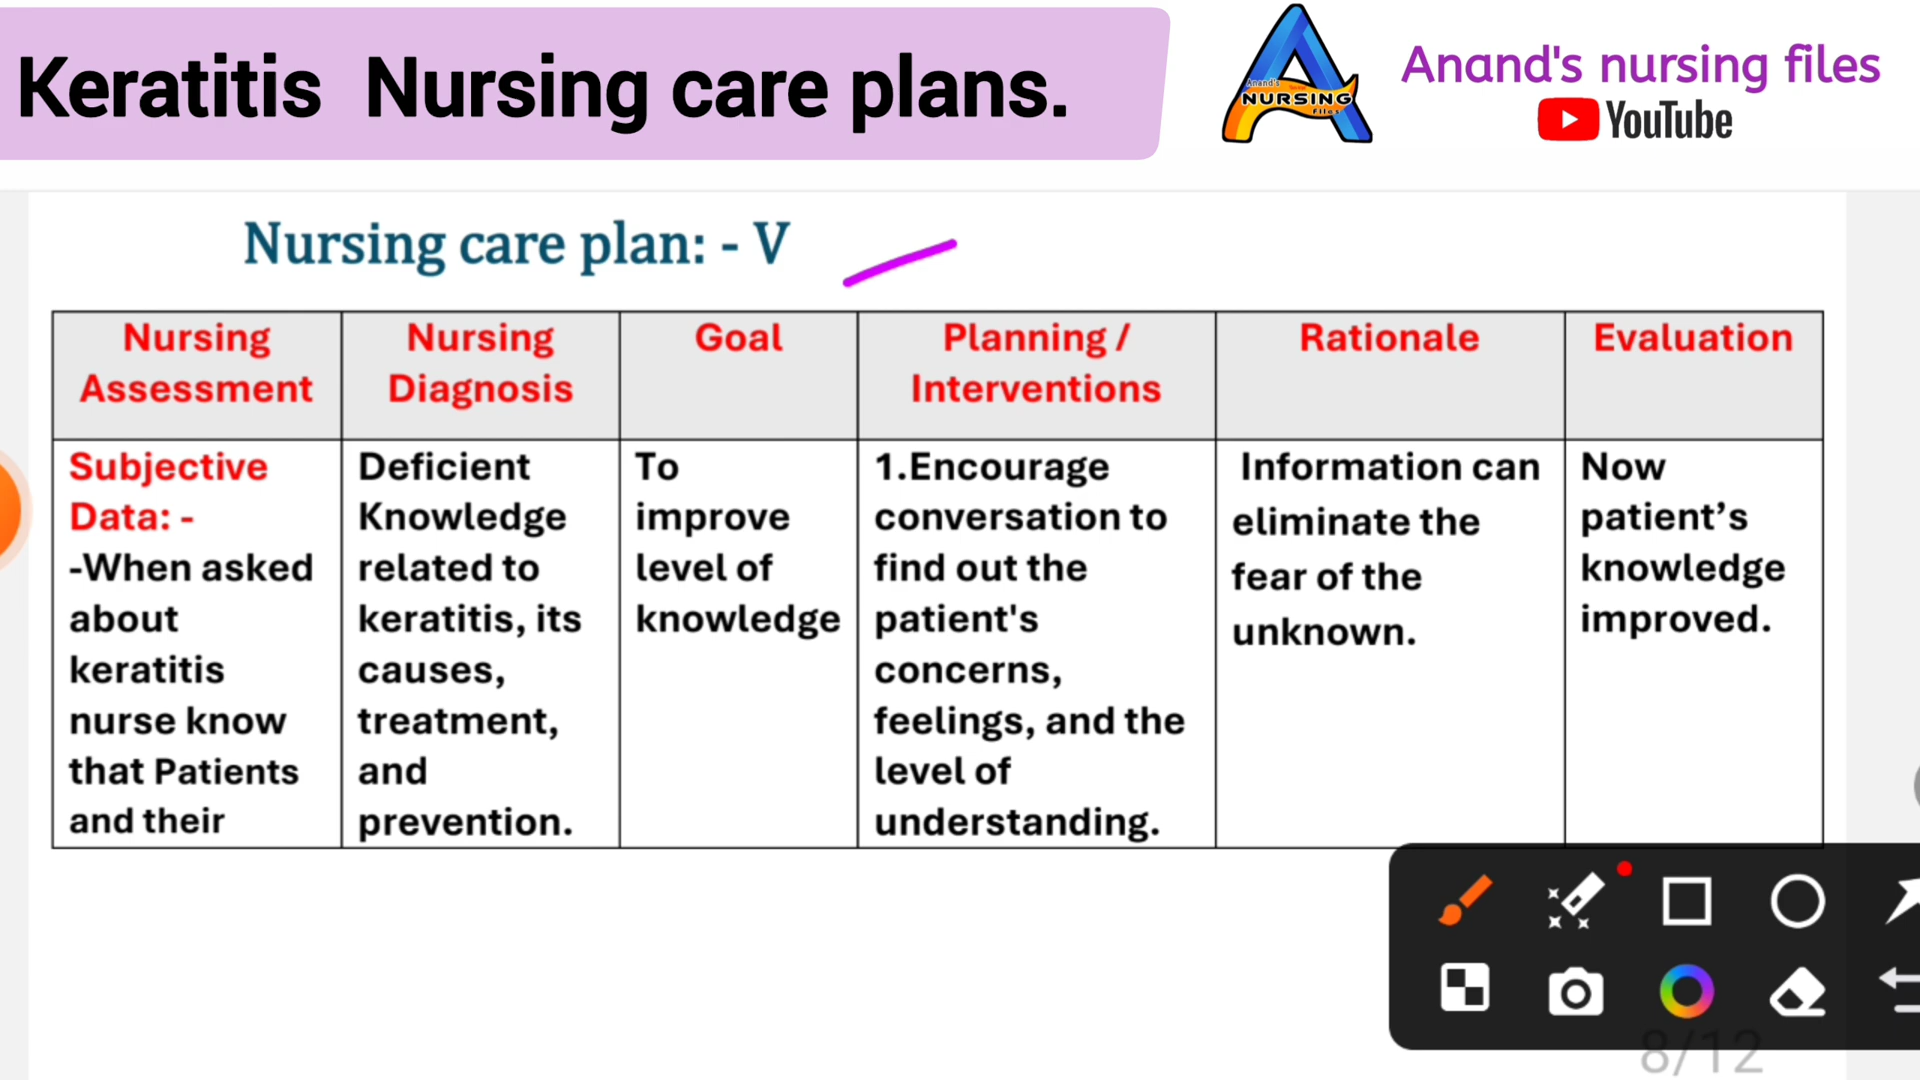 Keratitis Nursing care plans.
Anand's
NURSING
Files
Anand's nursing files
YouTube
Nursing care plan: - V
Nursing
Assessment
Nursing
Diagnosis
Goal
Planning /
Interventions
Rationale
Evaluation
Subjective
Data: -
-When asked
about
keratitis
nurse know
that Patients
and their
Deficient
Knowledge
related to
keratitis, its
causes,
treatment,
and
prevention.
To
improve
level of
knowledge
1.Encourage
conversation to
find out the
patient's
concerns,
feelings, and the
level of
understanding.
Information can
eliminate the
fear of the
unknown.
Now
patient’s
knowledge
improved.
8/12